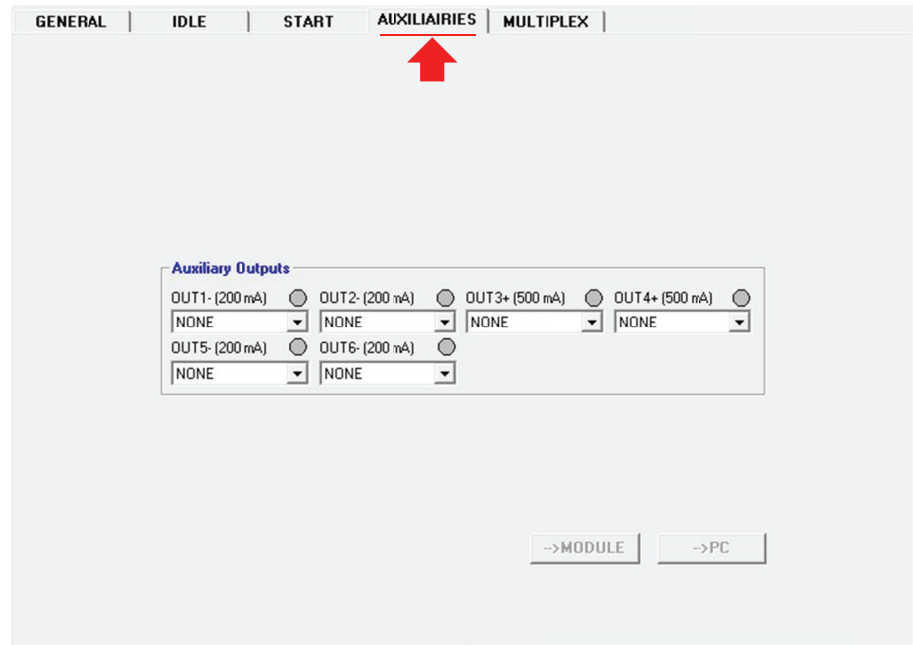 GENERAL IDLE START AUXILIAIRIES MULTIPLEX
Auxiliary Outputs
OUT1- (200 mA) OUT2- (200 mA) OUT3+ (500 mA) OUT4+ (500 mA)
NONE NONE NONE NONE
OUT5- (200 mA) OUT6- (200 mA)
NONE NONE
-->MODULE -->PC